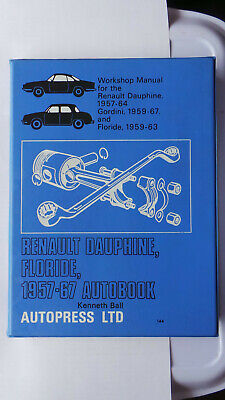 Workshop Manual
for the
Renault Dauphine,
1957-64
Gordini, 1959-67,
and
Floride, 1959-63
RENAULT DAUPHINE,
FLORIDE,
1957-67 AUTOBOOK
Kenneth Ball
AUTOPRESS LTD
144